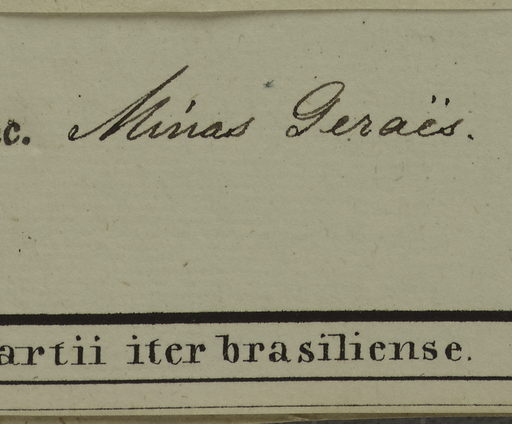 c. Minas Geraës.
artii iter brasiliense.